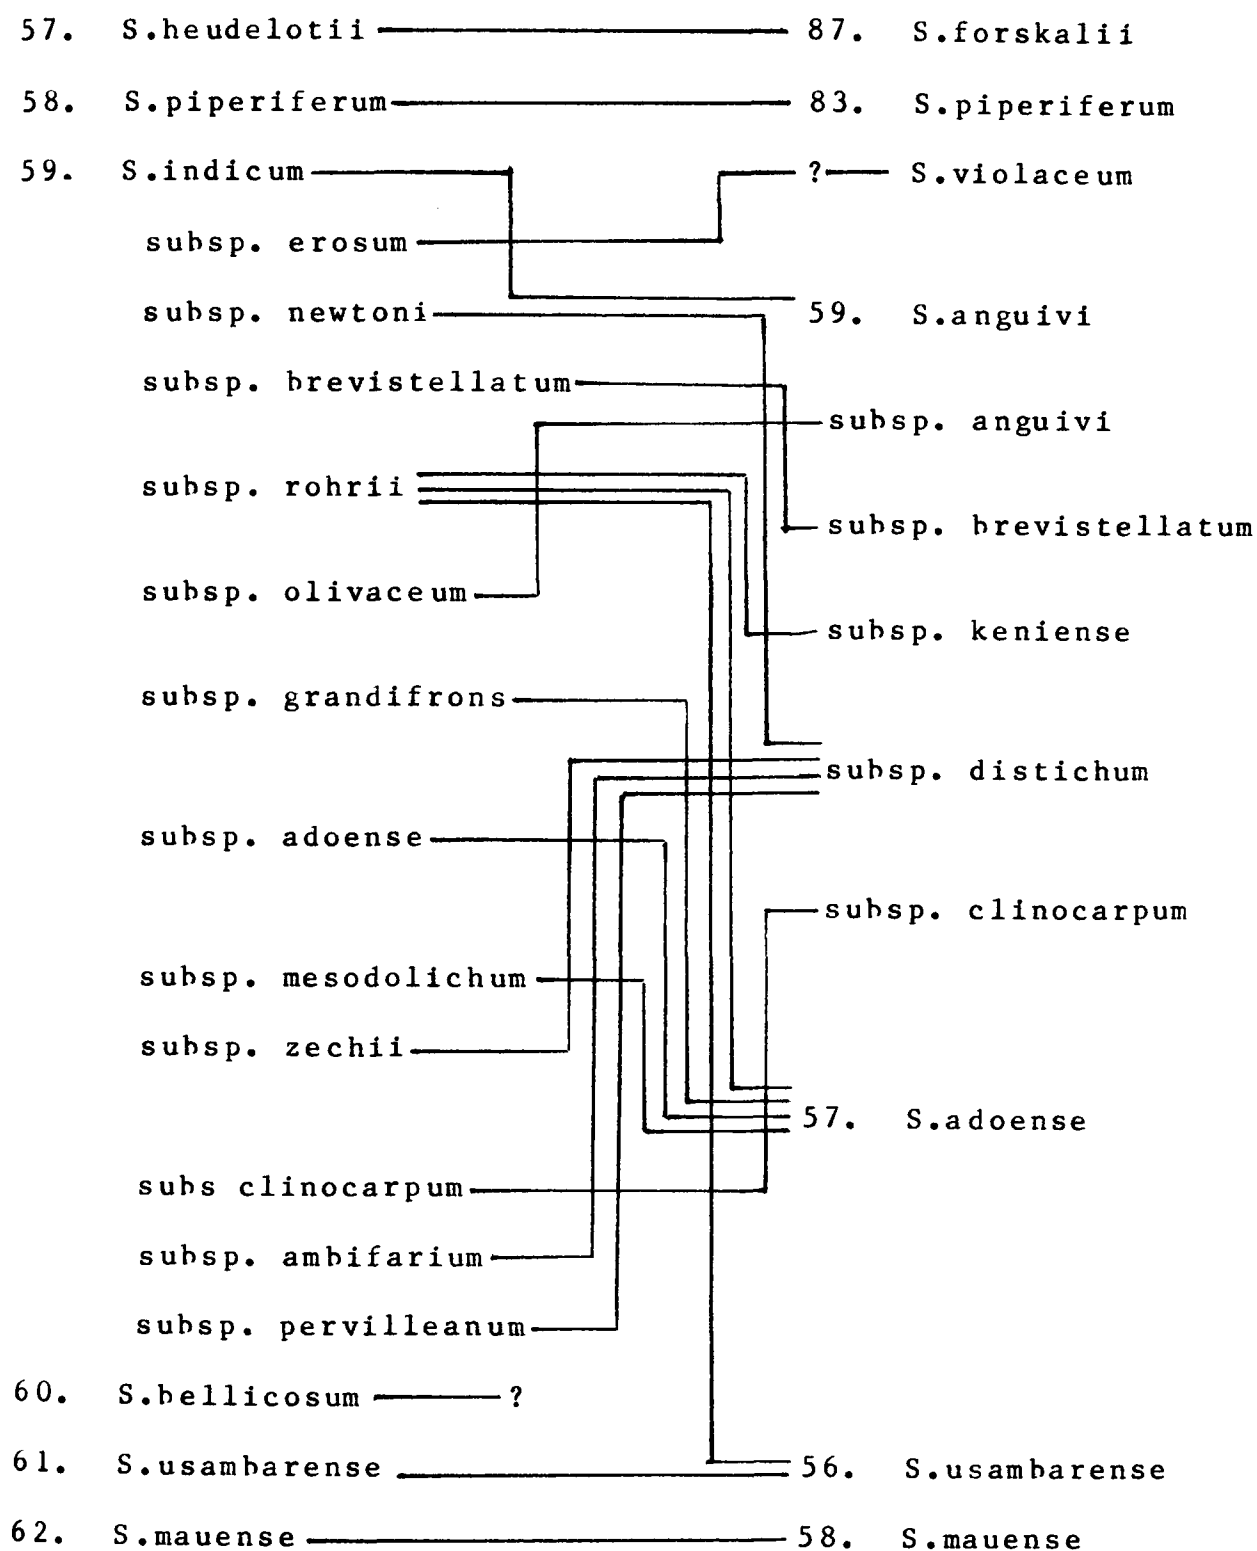 57. S.heudelotii 87. S.forskalii
58. S.piperiferum 83. S.piperiferum
59. S.indicum ? S.violaceum
subsp. erosum
subsp. newtoni 59. S.anguivi
subsp. brevistellatum
subsp. anguivi
subsp. rohrii
subsp. brevistellatum
subsp. olivaceum
subsp. keniense
subsp. grandifrons
subsp. distichum
subsp. adoense
subsp. clinocarpum
subsp. mesodolichum
subsp. zechii
57. S.adoense
subs clinocarpum
subsp. ambifarium
subsp. pervilleanum
60. S.bellicosum ?
61. S.usambarense 56. S.usambarense
62. S.mauense 58. S.mauense